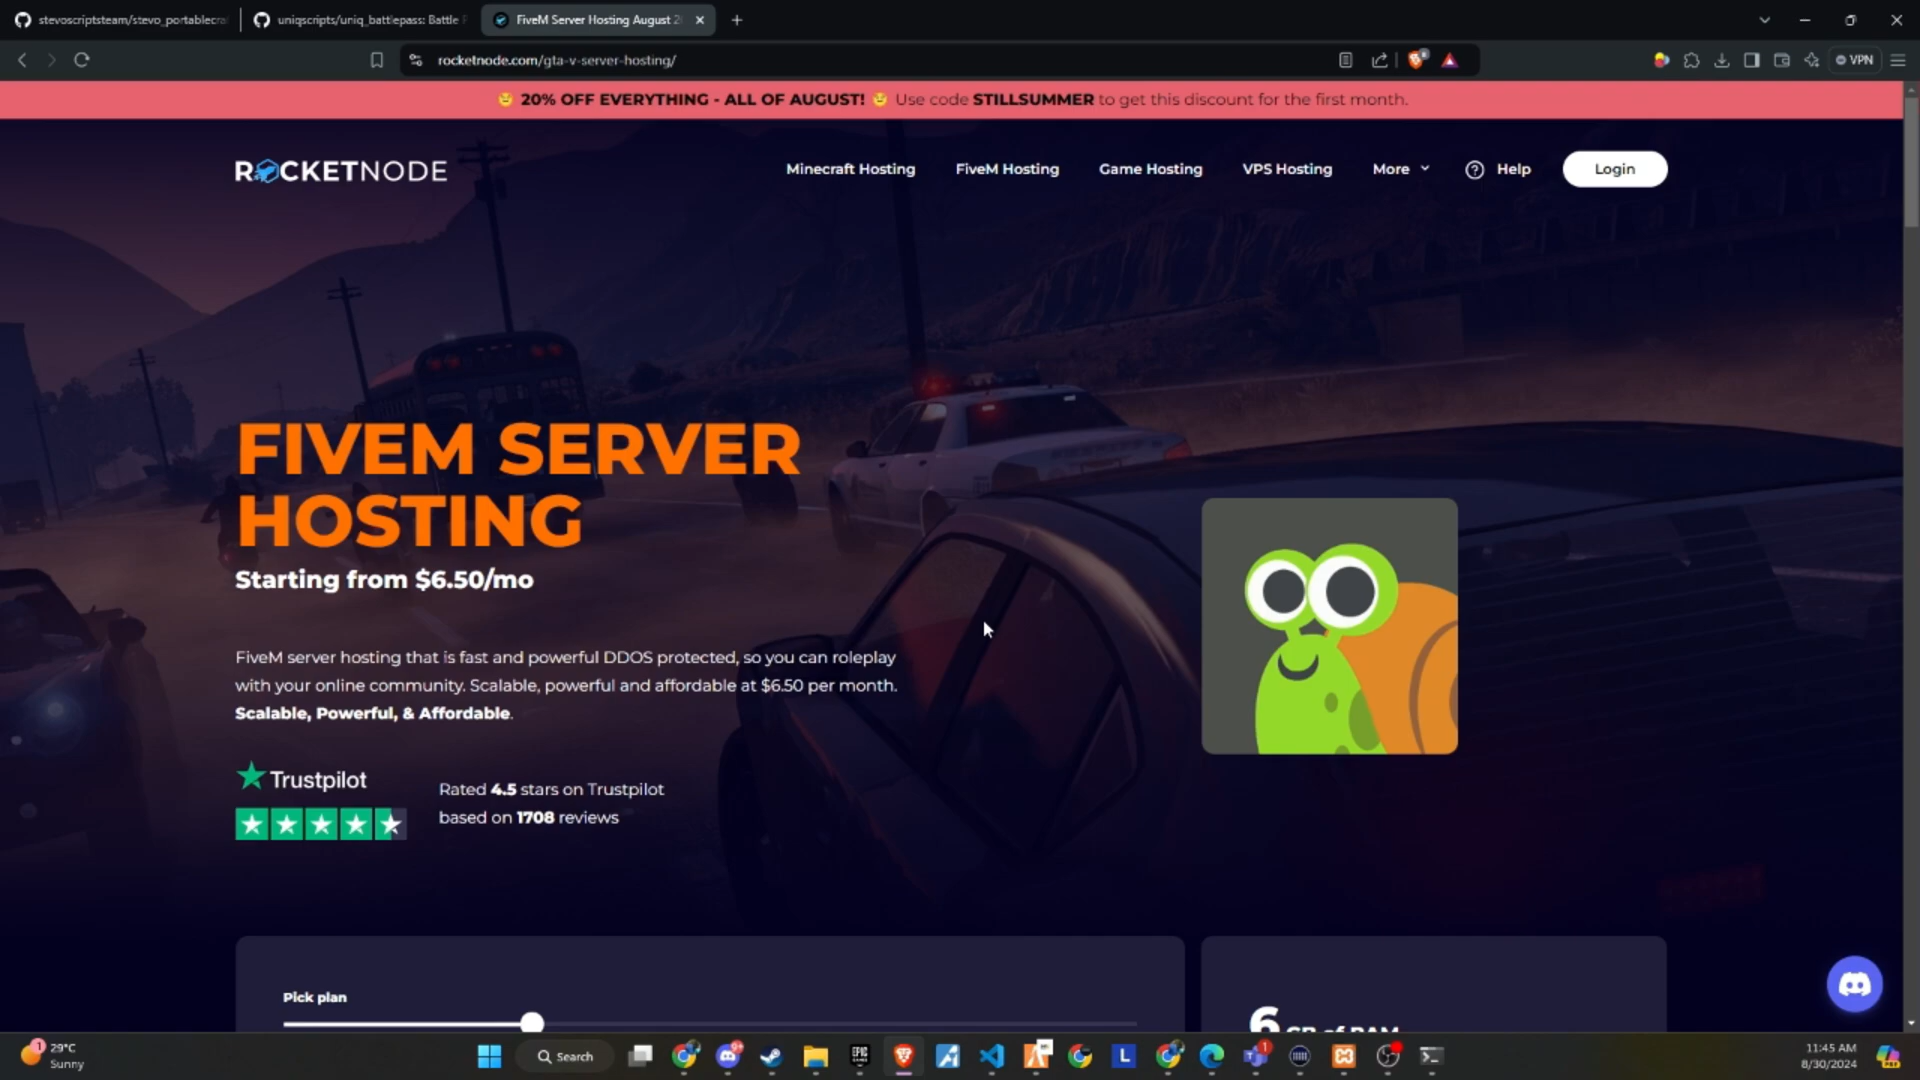 stevoscriptsteam/stevo_portablecra
uniqscripts/uniq_battlepass: Battle P
FiveM Server Hosting August 2
rocketnode.com/gta-v-server-hosting/
VPN
20% OFF EVERYTHING - ALL OF AUGUST! Use code STILLSUMMER to get this discount for the first month.
ROCKETNODE
Minecraft Hosting
FiveM Hosting
Game Hosting
VPS Hosting
More
Help
Login
FIVEM SERVER
HOSTING
Starting from $6.50/mo
FiveM server hosting that is fast and powerful DDOS protected, so you can roleplay
with your online community. Scalable, powerful and affordable at $6.50 per month.
Scalable, Powerful, & Affordable.
Trustpilot
Rated 4.5 stars on Trustpilot
based on 1708 reviews
Pick plan
6 GB of RAM
29°C
Sunny
Search
EPIC
L
11:45 AM
8/30/2024